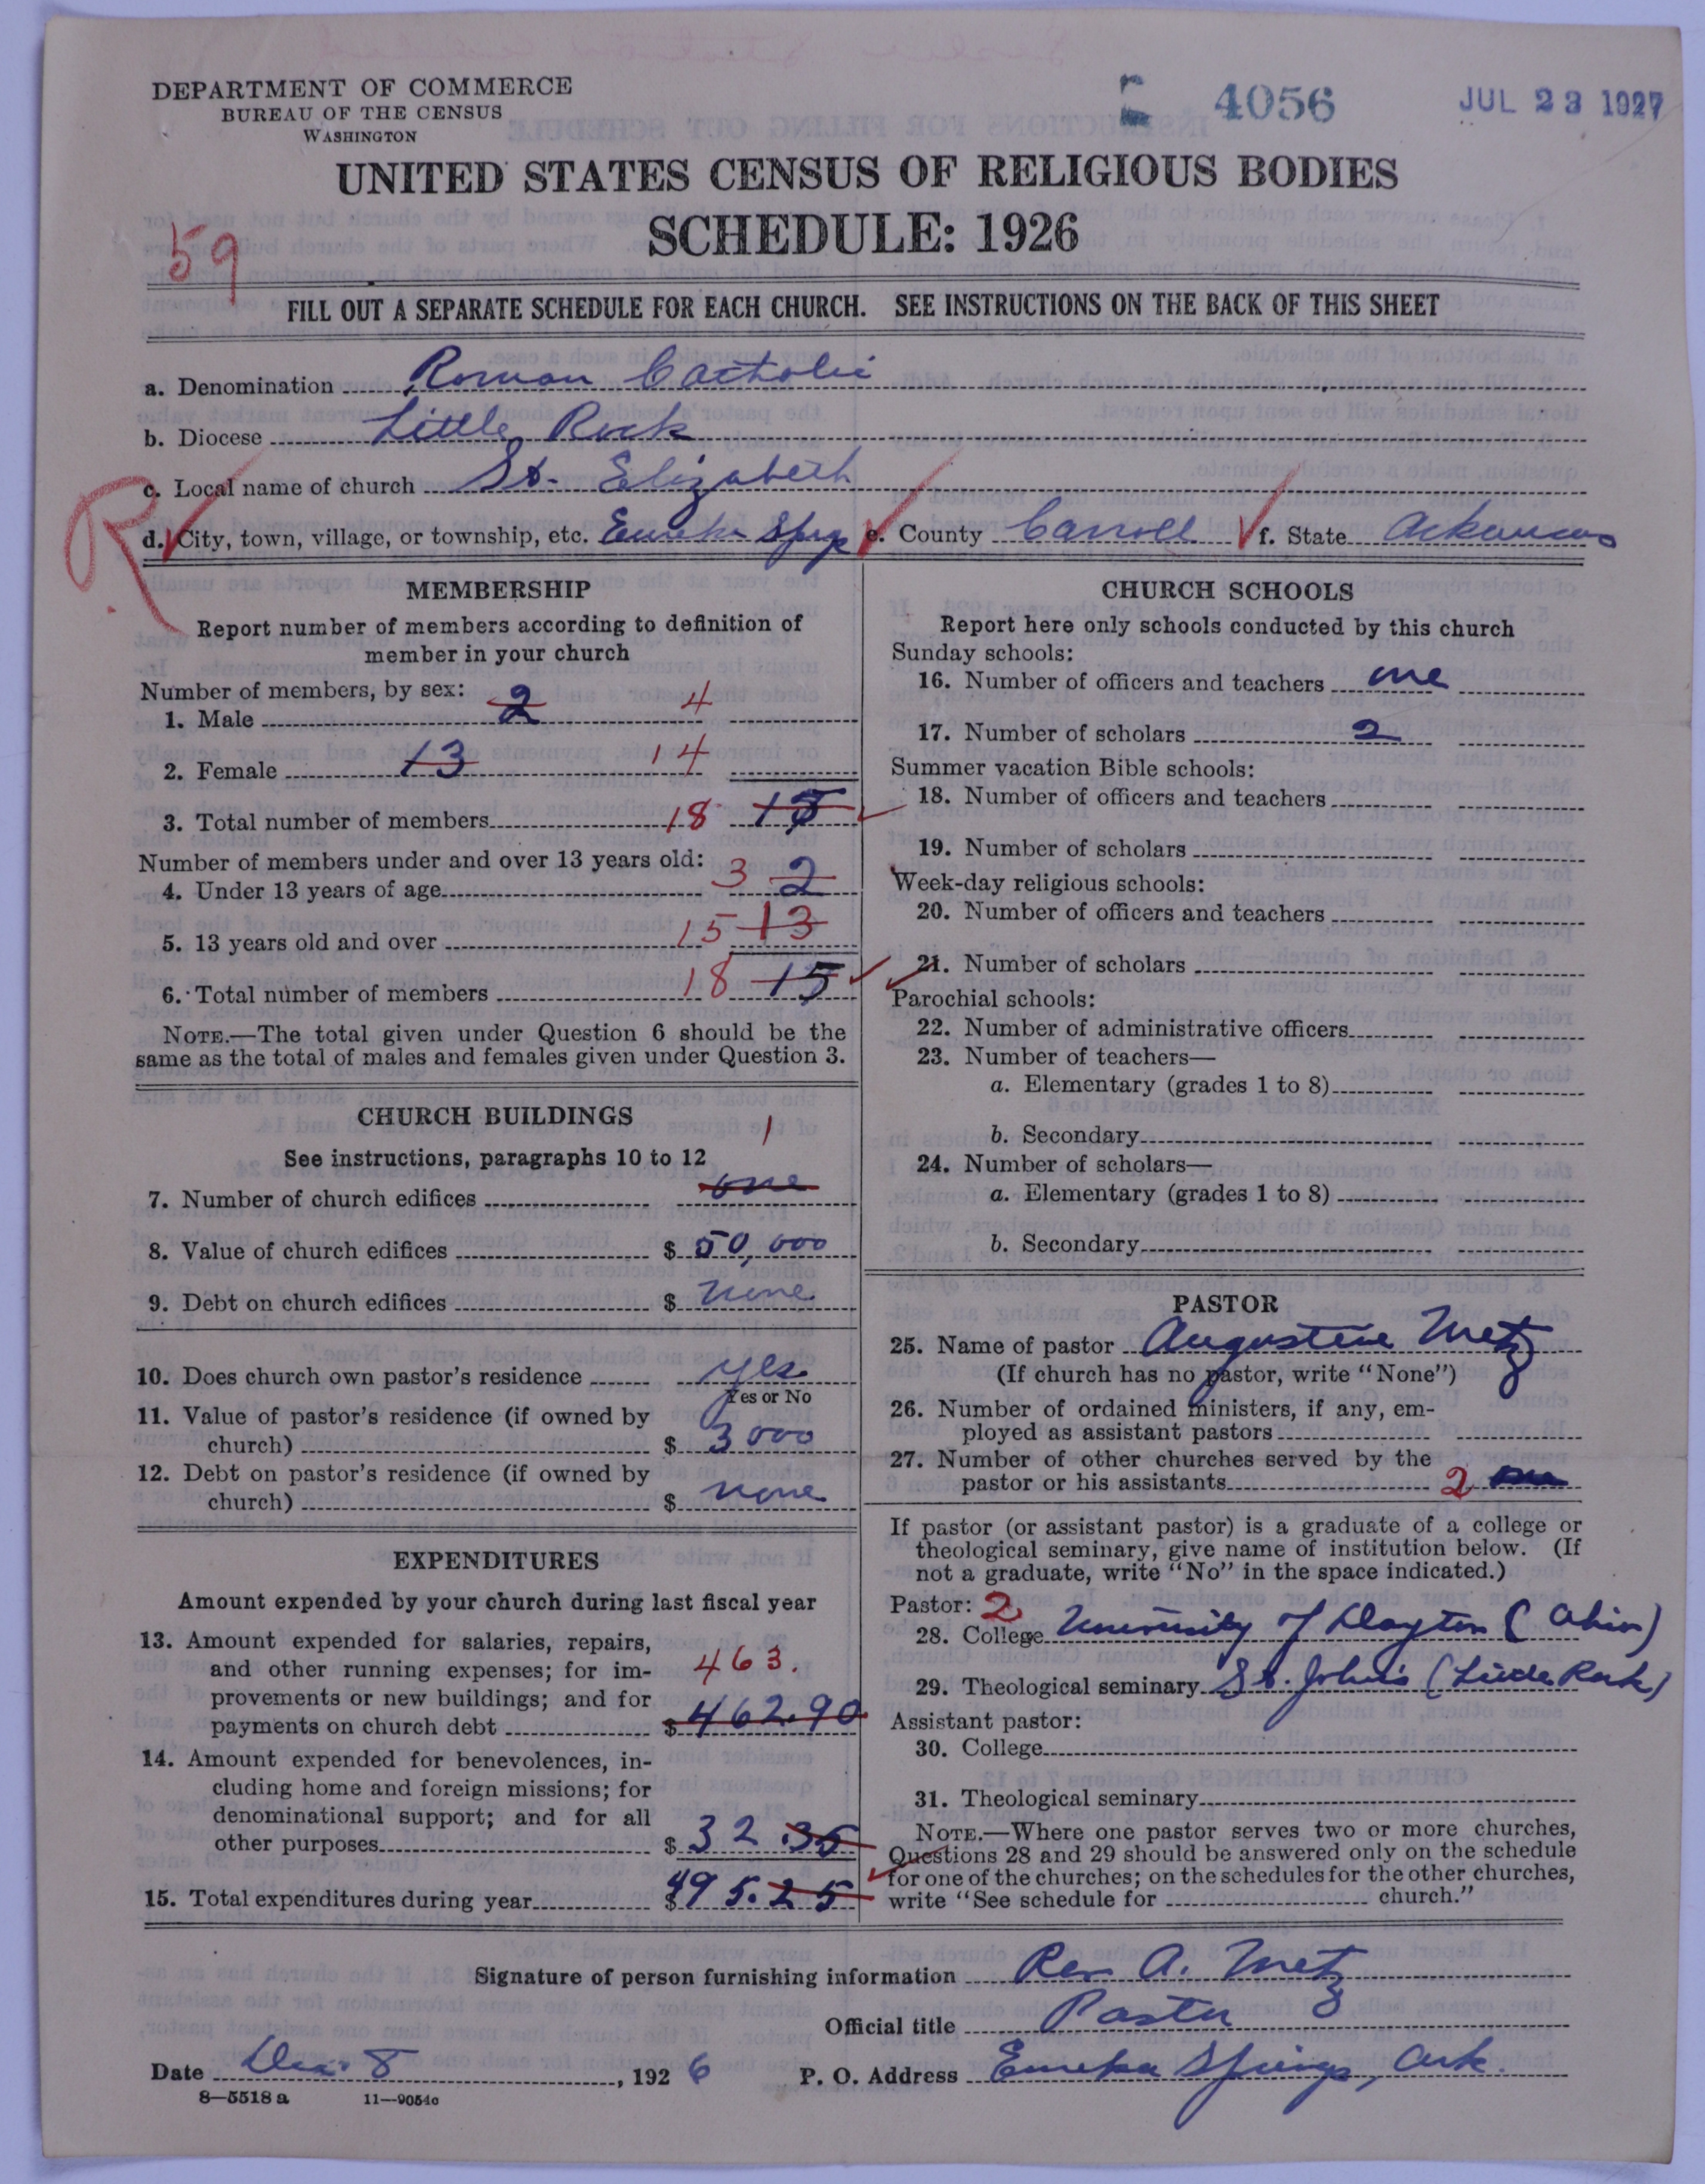 DEPARTMENT OF COMMERCE
BUREAU OF THE CENSUS
WASHINGTON
4056
JUL 23 1927
UNITED STATES CENSUS OF RELIGIOUS BODIES
SCHEDULE: 1926
59
FILL OUT A SEPARATE SCHEDULE FOR EACH CHURCH. SEE INSTRUCTIONS ON THE BACK OF THIS SHEET
a. Denomination Roman Catholic
b. Diocese Little Rock
c. Local name of church St. Elizabeth
R
d. City, town, village, or township, etc. Eureka Spgs e. County Carroll f. State Arkansas
MEMBERSHIP
Report number of members according to definition of
member in your church
Number of members, by sex:
1. Male 2 4
2. Female 13 14
3. Total number of members 18 15
Number of members under and over 13 years old:
4. Under 13 years of age 3 2
5. 13 years old and over 15 13
6. Total number of members 18 15
NOTE.—The total given under Question 6 should be the
same as the total of males and females given under Question 3.
CHURCH BUILDINGS
See instructions, paragraphs 10 to 12
1
7. Number of church edifices one
8. Value of church edifices $ 50,000
9. Debt on church edifices $ none
10. Does church own pastor's residence yes
Yes or No
11. Value of pastor's residence (if owned by
church) $ 3000
12. Debt on pastor's residence (if owned by
church) $ none
EXPENDITURES
Amount expended by your church during last fiscal year
13. Amount expended for salaries, repairs,
and other running expenses; for im- 463.
provements or new buildings; and for
payments on church debt $ 462.90
14. Amount expended for benevolences, in-
cluding home and foreign missions; for
denominational support; and for all
other purposes $ 32.35
15. Total expenditures during year $ 495.25
CHURCH SCHOOLS
Report here only schools conducted by this church
Sunday schools:
16. Number of officers and teachers one
17. Number of scholars 2
Summer vacation Bible schools:
18. Number of officers and teachers
19. Number of scholars
Week-day religious schools:
20. Number of officers and teachers
21. Number of scholars
Parochial schools:
22. Number of administrative officers
23. Number of teachers—
a. Elementary (grades 1 to 8)
b. Secondary
24. Number of scholars—
a. Elementary (grades 1 to 8)
b. Secondary
PASTOR
25. Name of pastor Augustine Metz
(If church has no pastor, write "None")
26. Number of ordained ministers, if any, em-
ployed as assistant pastors
27. Number of other churches served by the
pastor or his assistants 2
If pastor (or assistant pastor) is a graduate of a college or
theological seminary, give name of institution below. (If
not a graduate, write "No" in the space indicated.)
Pastor: 2
28. College University of Dayton (Ohio)
29. Theological seminary St. John's (Little Rock)
Assistant pastor:
30. College
31. Theological seminary
NOTE.—Where one pastor serves two or more churches,
Questions 28 and 29 should be answered only on the schedule
for one of the churches; on the schedules for the other churches,
write "See schedule for church."
Signature of person furnishing information Rev A. Metz
Official title Pastor
Date Dec. 8, 1926 P. O. Address Eureka Springs, Ark.
8—5518 a 11—9054c